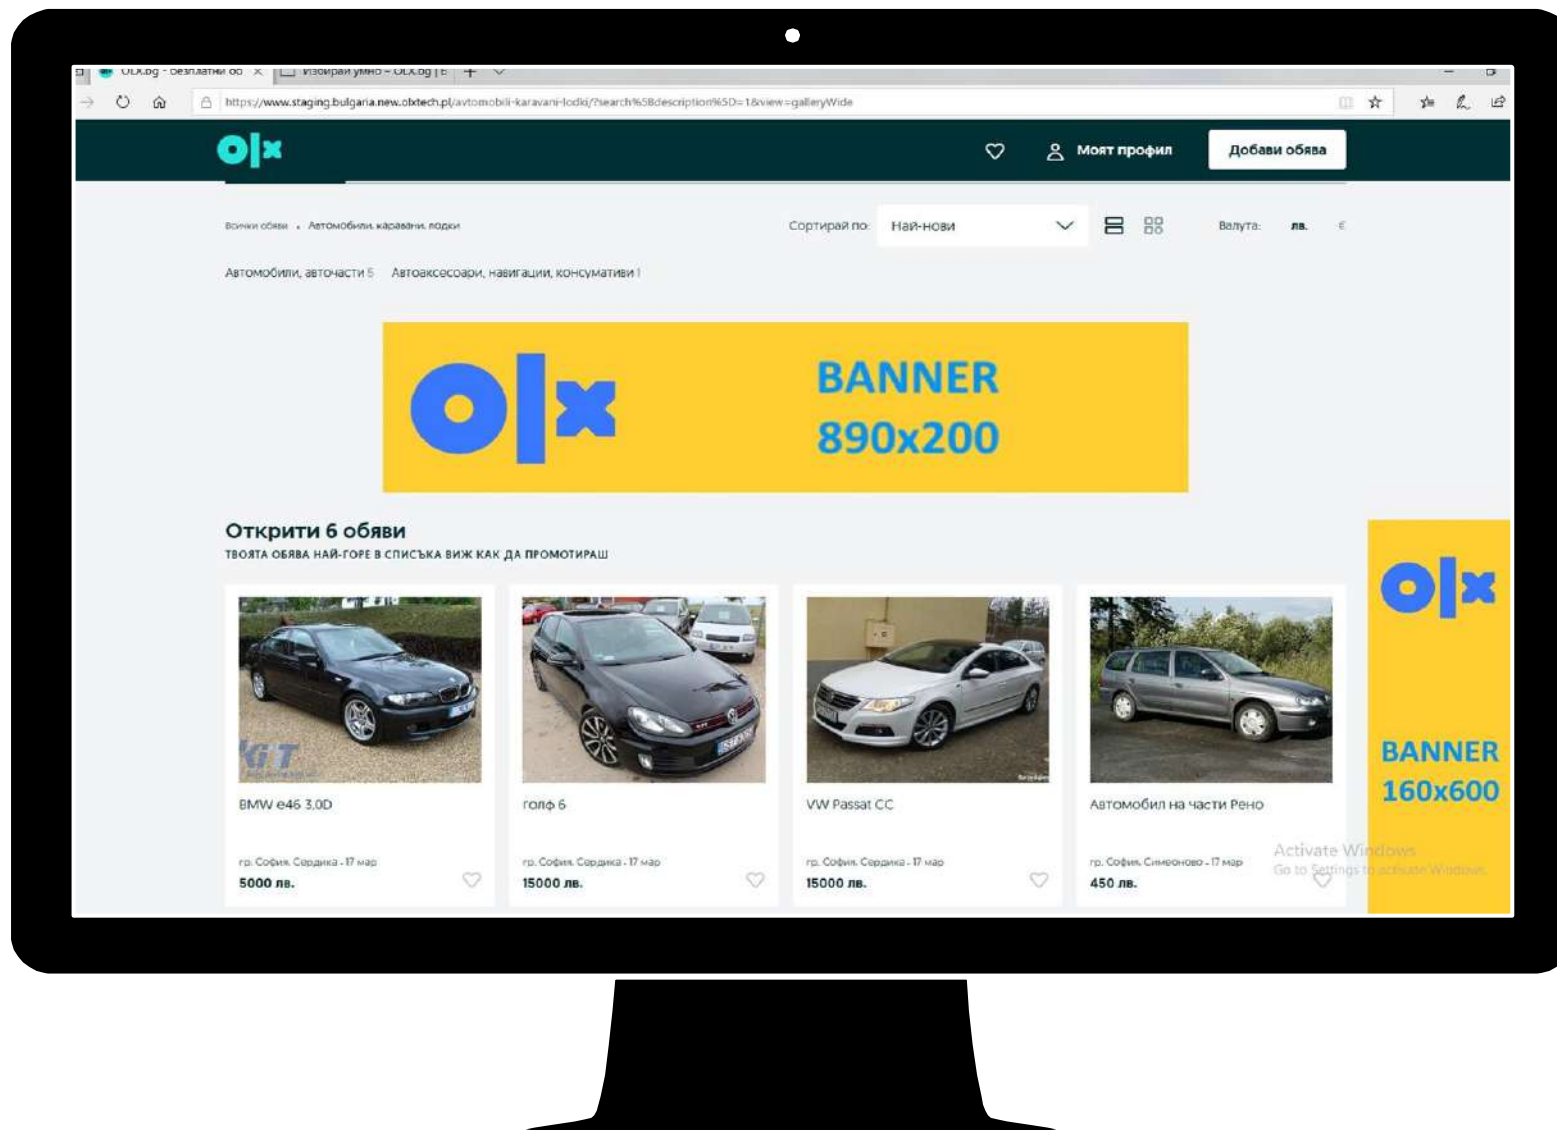 OLX.bg - безплатни об
Избирай умно – OLX.bg | Б
https://www.staging.bulgaria.new.olxtech.pl/avtomobili-karavani-lodki/?search%5Bdescription%5D=1&view=galleryWide
olx
Моят профил
Добави обява
Всички обяви • Автомобили, каравани, лодки
Сортирай по: Най-нови
Валута: лв. €
Автомобили, авточасти 5 Автоаксесоари, навигации, консумативи 1
olx
BANNER
890x200
Открити 6 обяви
ТВОЯТА ОБЯВА НАЙ-ГОРЕ В СПИСЪКА ВИЖ КАК ДА ПРОМОТИРАШ
olx
BANNER
160x600
BMW e46 3,0D
гр. София, Сердика - 17 мар
5000 лв.
голф 6
гр. София, Сердика - 17 мар
15000 лв.
VW Passat CC
гр. София, Сердика - 17 мар
15000 лв.
Автомобил на части Рено
гр. София, Симеоново - 17 мар
450 лв.
Activate Windows
Go to Settings to activate Windows.